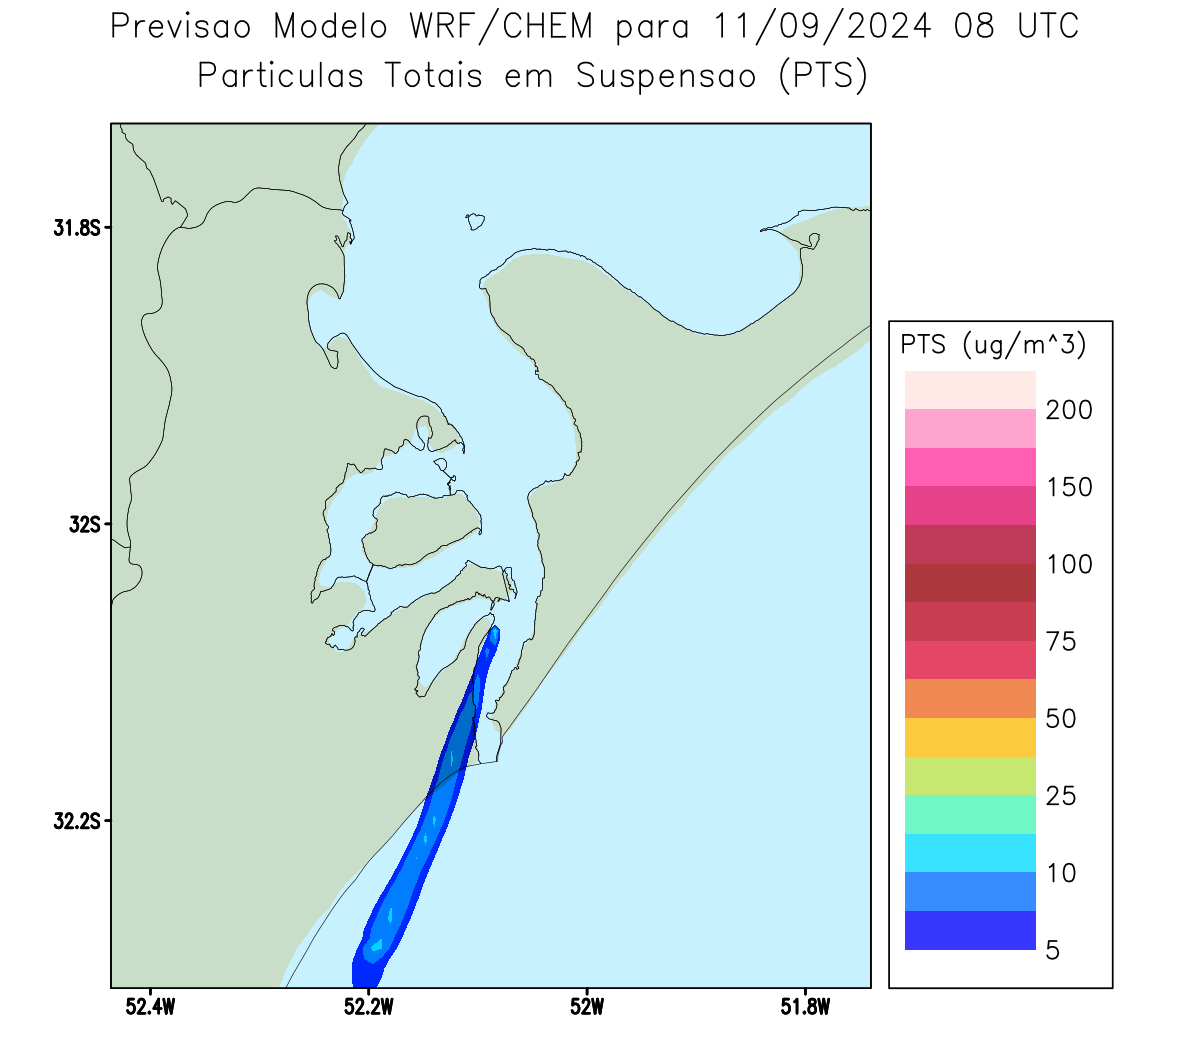 Previsao Modelo WRF/CHEM para 11/09/2024 08 UTC
Particulas Totais em Suspensao (PTS)
31.8S
32S
32.2S
52.4W
52.2W
52W
51.8W
PTS (ug/m^3)
200
150
100
75
50
25
10
5